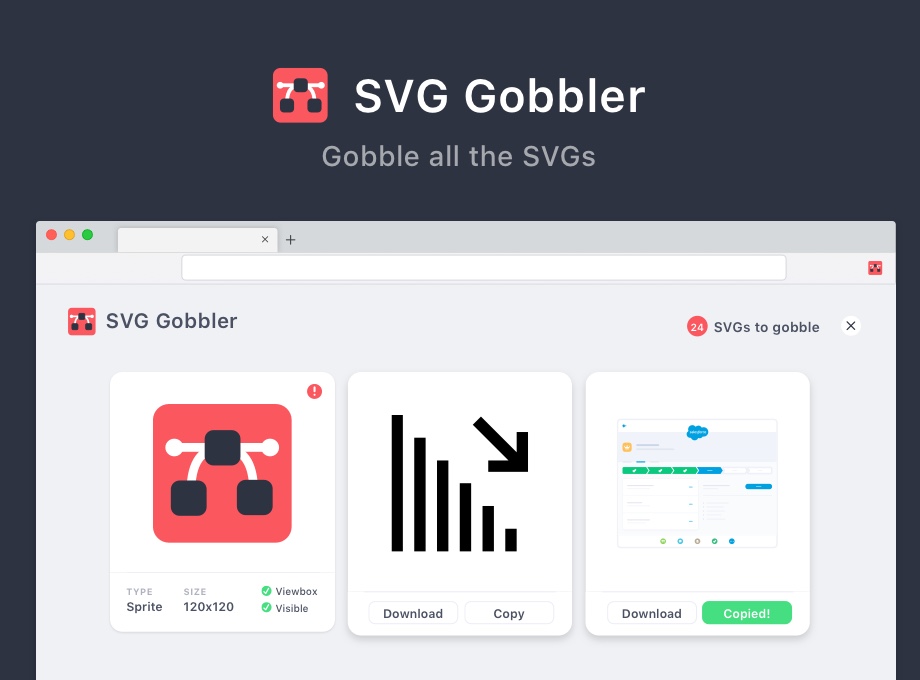 SVG Gobbler
Gobble all the SVGs
SVG Gobbler
24 SVGs to gobble
TYPE SIZE Viewbox
Sprite 120x120 Visible
Download Copy
Download Copied!